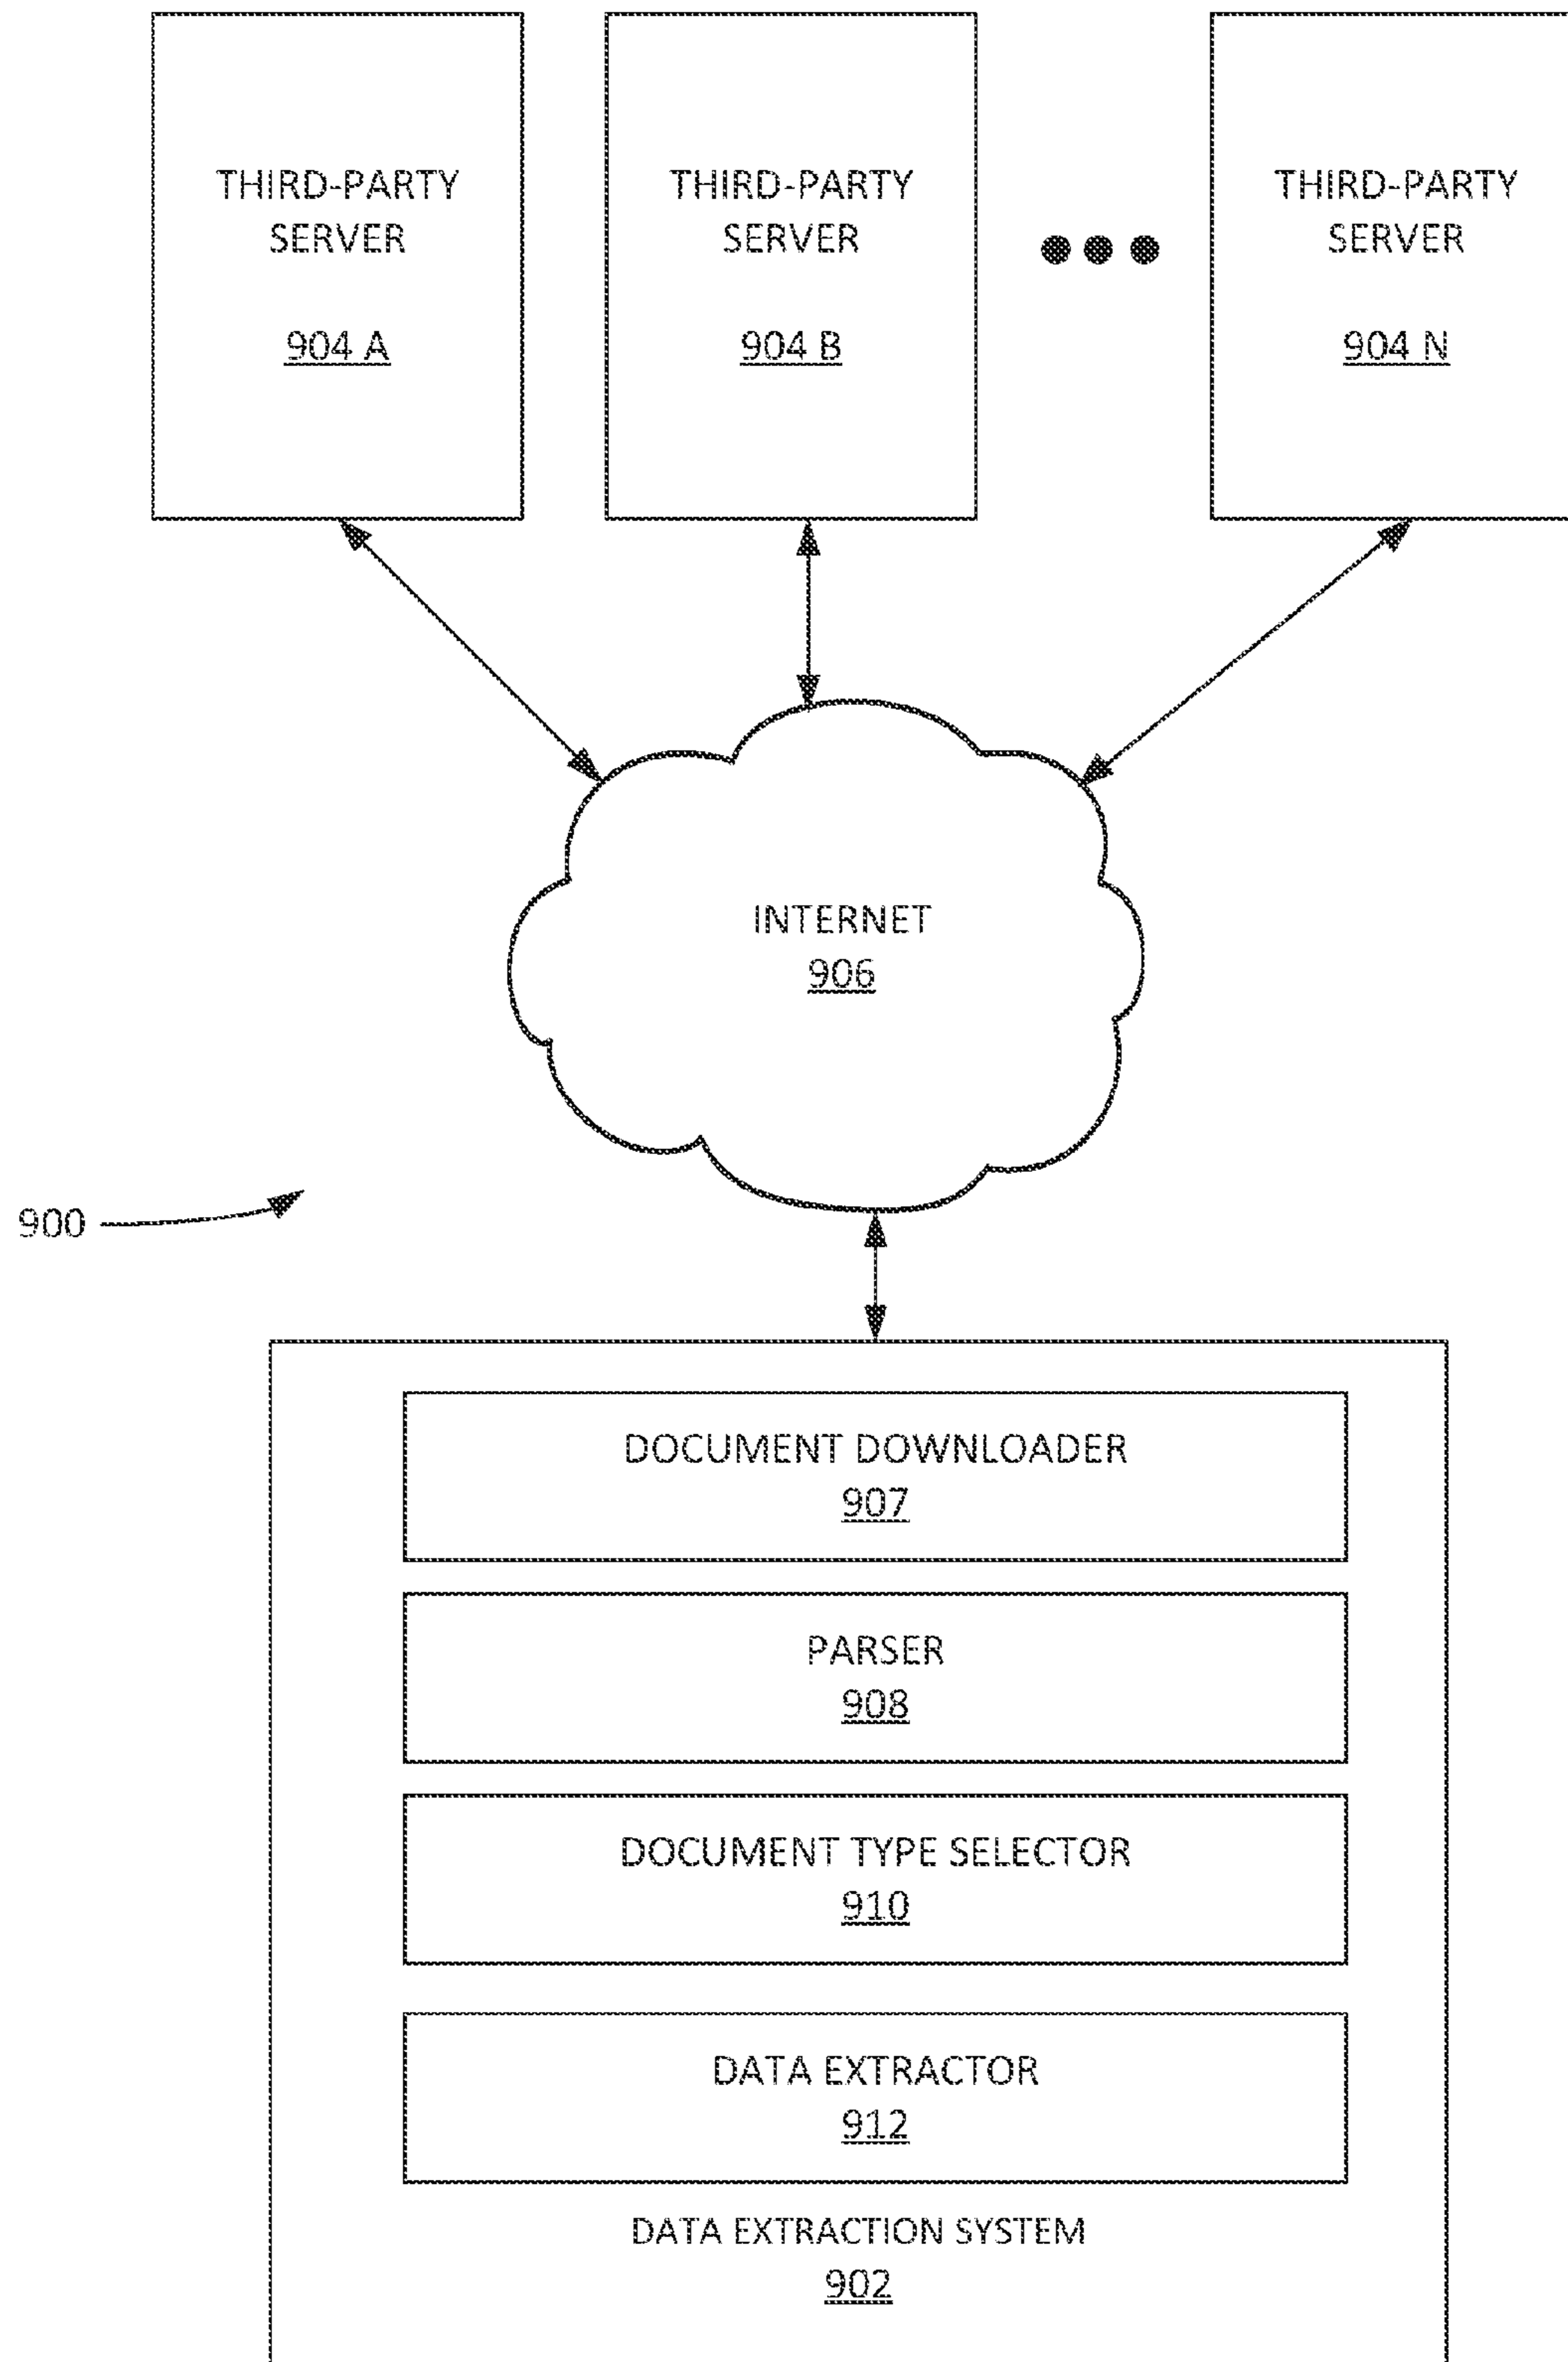 THIRD-PARTY
SERVER
904 A
THIRD-PARTY
SERVER
904 B
THIRD-PARTY
SERVER
904 N
INTERNET
906
900
DOCUMENT DOWNLOADER
907
PARSER
908
DOCUMENT TYPE SELECTOR
910
DATA EXTRACTOR
912
DATA EXTRACTION SYSTEM
902